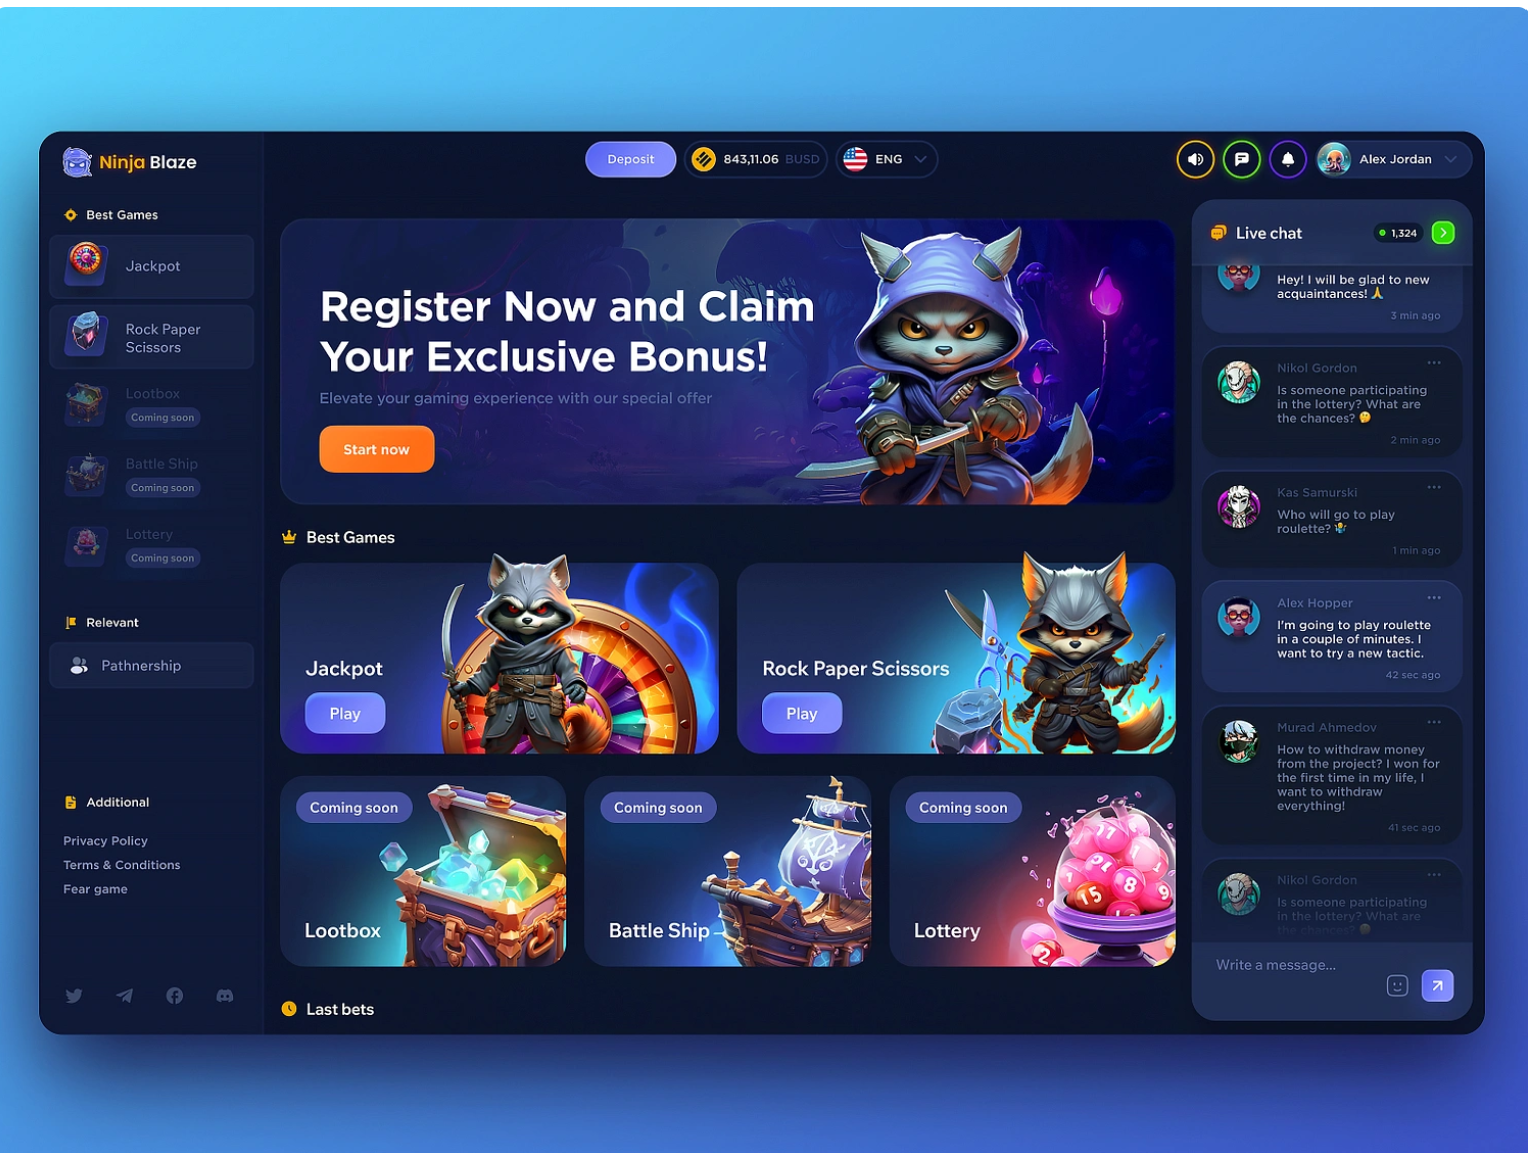 Ninja Blaze
Best Games
Jackpot
Rock Paper
Scissors
Lootbox
Coming soon
Battle Ship
Coming soon
Lottery
Coming soon
Relevant
Pathnership
Additional
Privacy Policy
Terms & Conditions
Fear game
Deposit
843,11.06 BUSD
ENG
Alex Jordan
Register Now and Claim
Your Exclusive Bonus!
Elevate your gaming experience with our special offer
Start now
Best Games
Jackpot
Play
Rock Paper Scissors
Play
Coming soon
Lootbox
Coming soon
Battle Ship
Coming soon
Lottery
11
16
1
8
9
15
1
2
Last bets
Live chat
1,324
Hey! I will be glad to new
acquaintances! 🙏
3 min ago
Nikol Gordon
Is someone participating
in the lottery? What are
the chances? 🤔
2 min ago
Kas Samurski
Who will go to play
roulette? 🤷‍♂️
1 min ago
Alex Hopper
I'm going to play roulette
in a couple of minutes. I
want to try a new tactic.
42 sec ago
Murad Ahmedov
How to withdraw money
from the project? I won for
the first time in my life, I
want to withdraw
everything!
41 sec ago
Nikol Gordon
Is someone participating
in the lottery? What are
the chances? 🤔
Write a message...